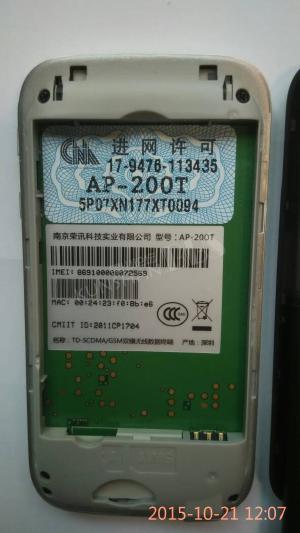 CNA 进网许可
17-9476-113435
AP-200T
5P07XN177XT0094
南京荣讯科技实业有限公司 型号：AP-200T
IMEI: 869100006072569
MAC: 00:24:23:f0:8b:e6
CMIIT ID:2011CP1704
CCC
名称：TD-SCDMA/GSM双模无线数据终端 产地：深圳
2015-10-21 12:07